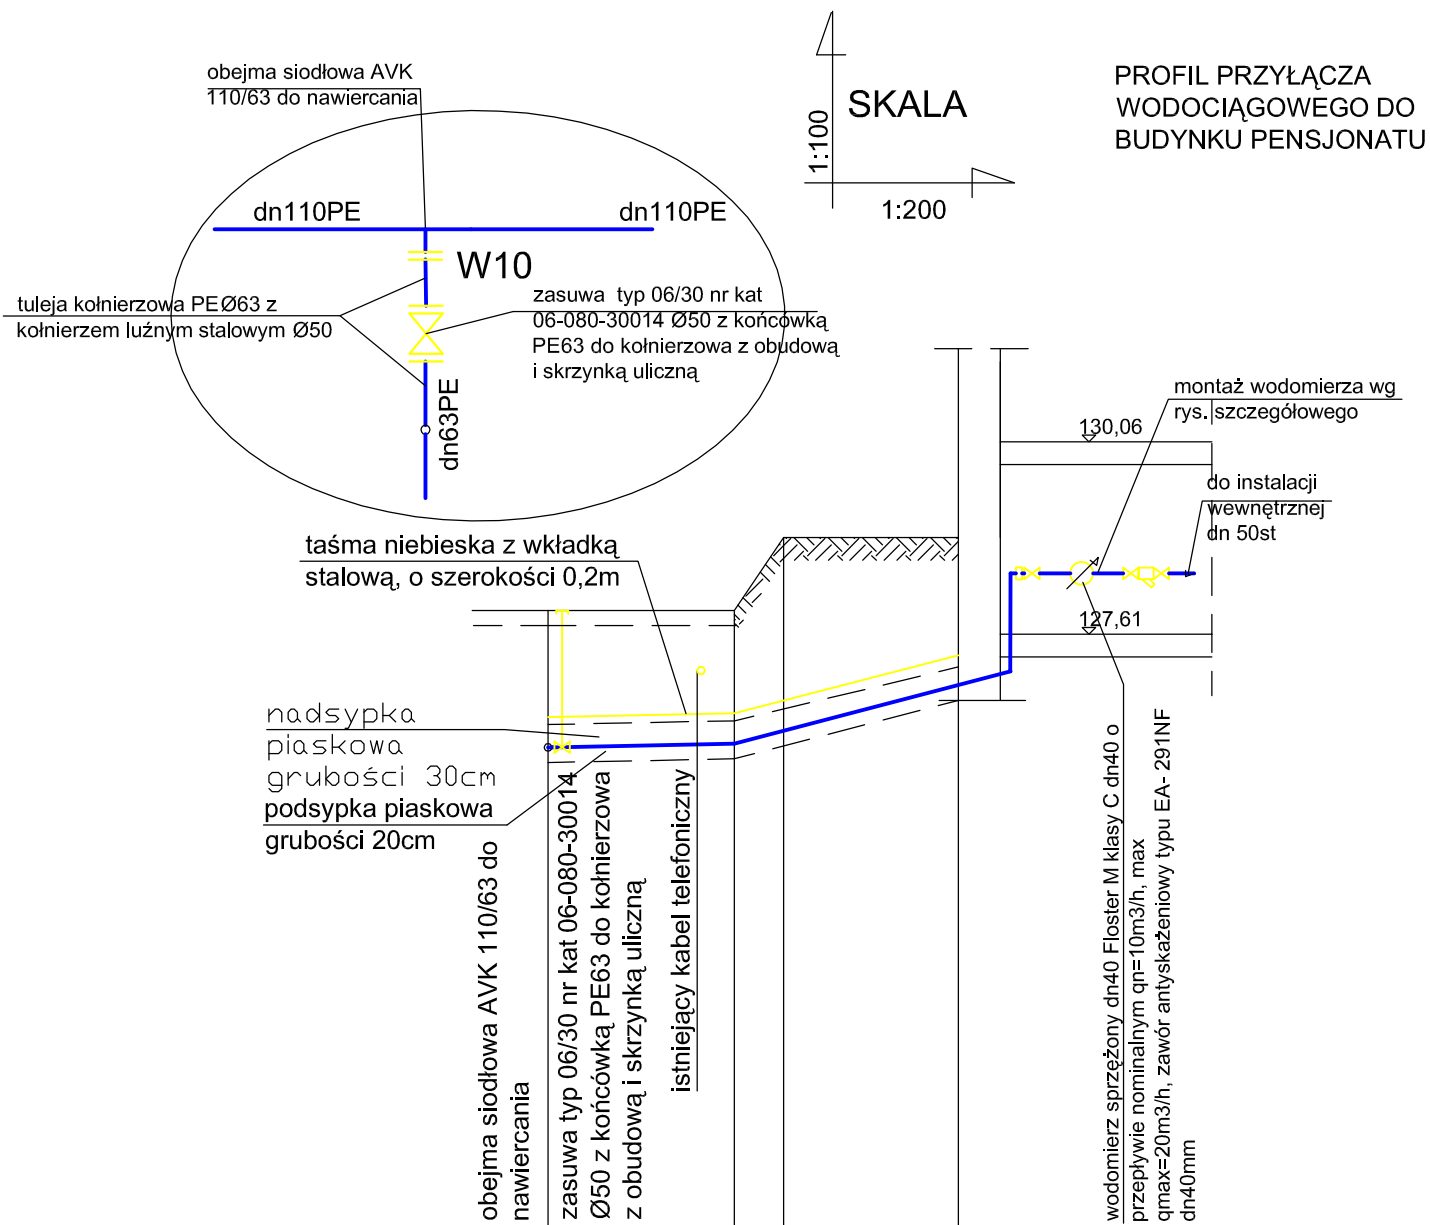 obejma siodłowa AVK
110/63 do nawiercania
dn110PE
dn110PE
W10
tuleja kołnierzowa PEØ63 z
kołnierzem luźnym stalowym Ø50
zasuwa typ 06/30 nr kat
06-080-30014 Ø50 z końcówką
PE63 do kołnierzowa z obudową
i skrzynką uliczną
dn63PE
SKALA
1:100
1:200
PROFIL PRZYŁĄCZA
WODOCIĄGOWEGO DO
BUDYNKU PENSJONATU
montaż wodomierza wg
rys. szczegółowego
130,06
do instalacji
wewnętrznej
dn 50st
127,61
taśma niebieska z wkładką
stalową, o szerokości 0,2m
nadsypka
piaskowa
grubości 30cm
podsypka piaskowa
grubości 20cm
obejma siodłowa AVK 110/63 do
nawiercania
zasuwa typ 06/30 nr kat 06-080-30014
Ø50 z końcówką PE63 do kołnierzowa
z obudową i skrzynką uliczną
istniejący kabel telefoniczny
wodomierz sprzężony dn40 Floster M klasy C dn40 o
przepływie nominalnym qn=10m3/h, max
qmax=20m3/h, zawór antyskażeniowy typu EA- 291NF
dn40mm